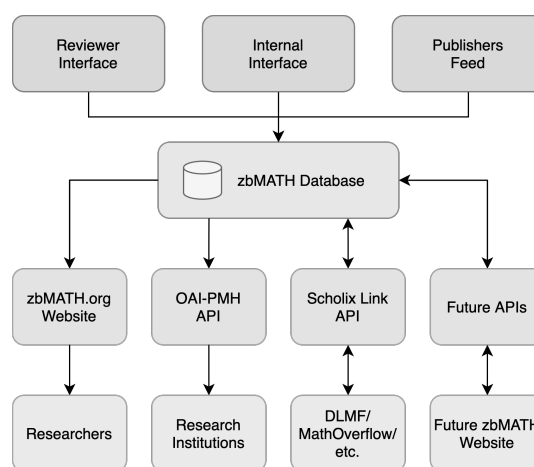 Reviewer
Interface
Internal
Interface
Publishers
Feed
zbMATH Database
zbMATH.org
Website
OAI-PMH
API
Scholix Link
API
Future APIs
Researchers
Research
Institutions
DLMF/
MathOverflow/
etc.
Future zbMATH
Website